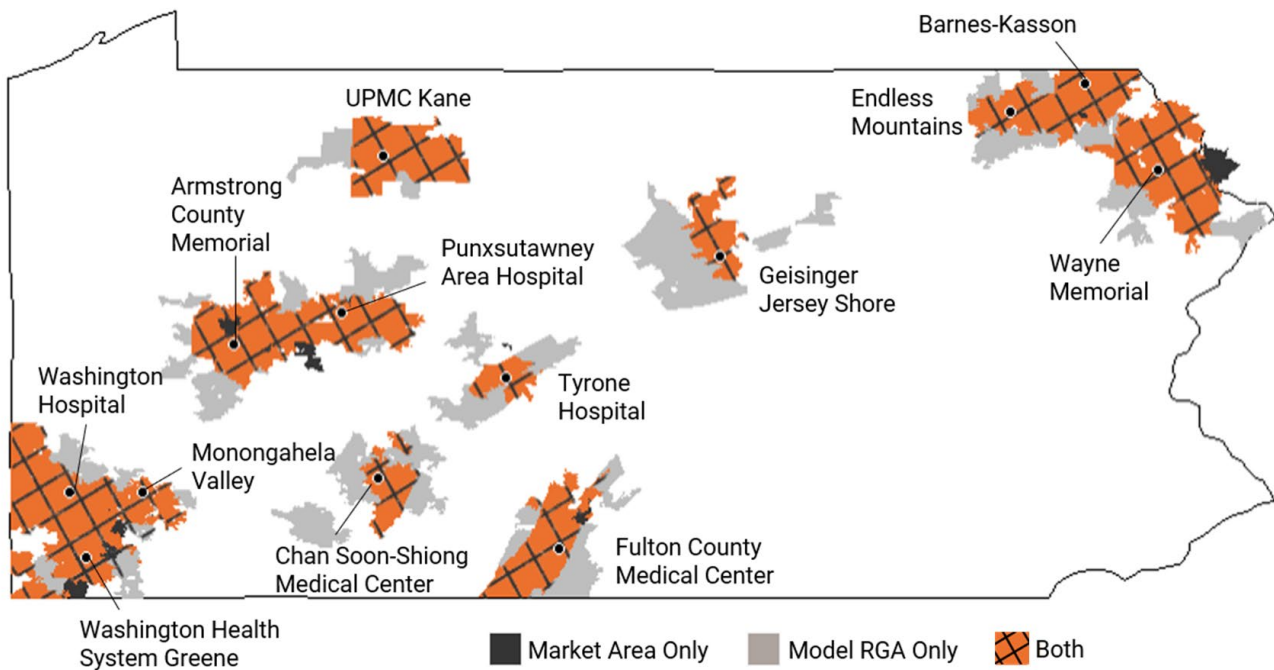 Barnes-Kasson
UPMC Kane
Endless
Mountains
Armstrong
County
Memorial
Punxsutawney
Area Hospital
Geisinger
Jersey Shore
Wayne
Memorial
Washington
Hospital
Tyrone
Hospital
Monongahela
Valley
Chan Soon-Shiong
Medical Center
Fulton County
Medical Center
Washington Health
System Greene
Market Area Only
Model RGA Only
Both